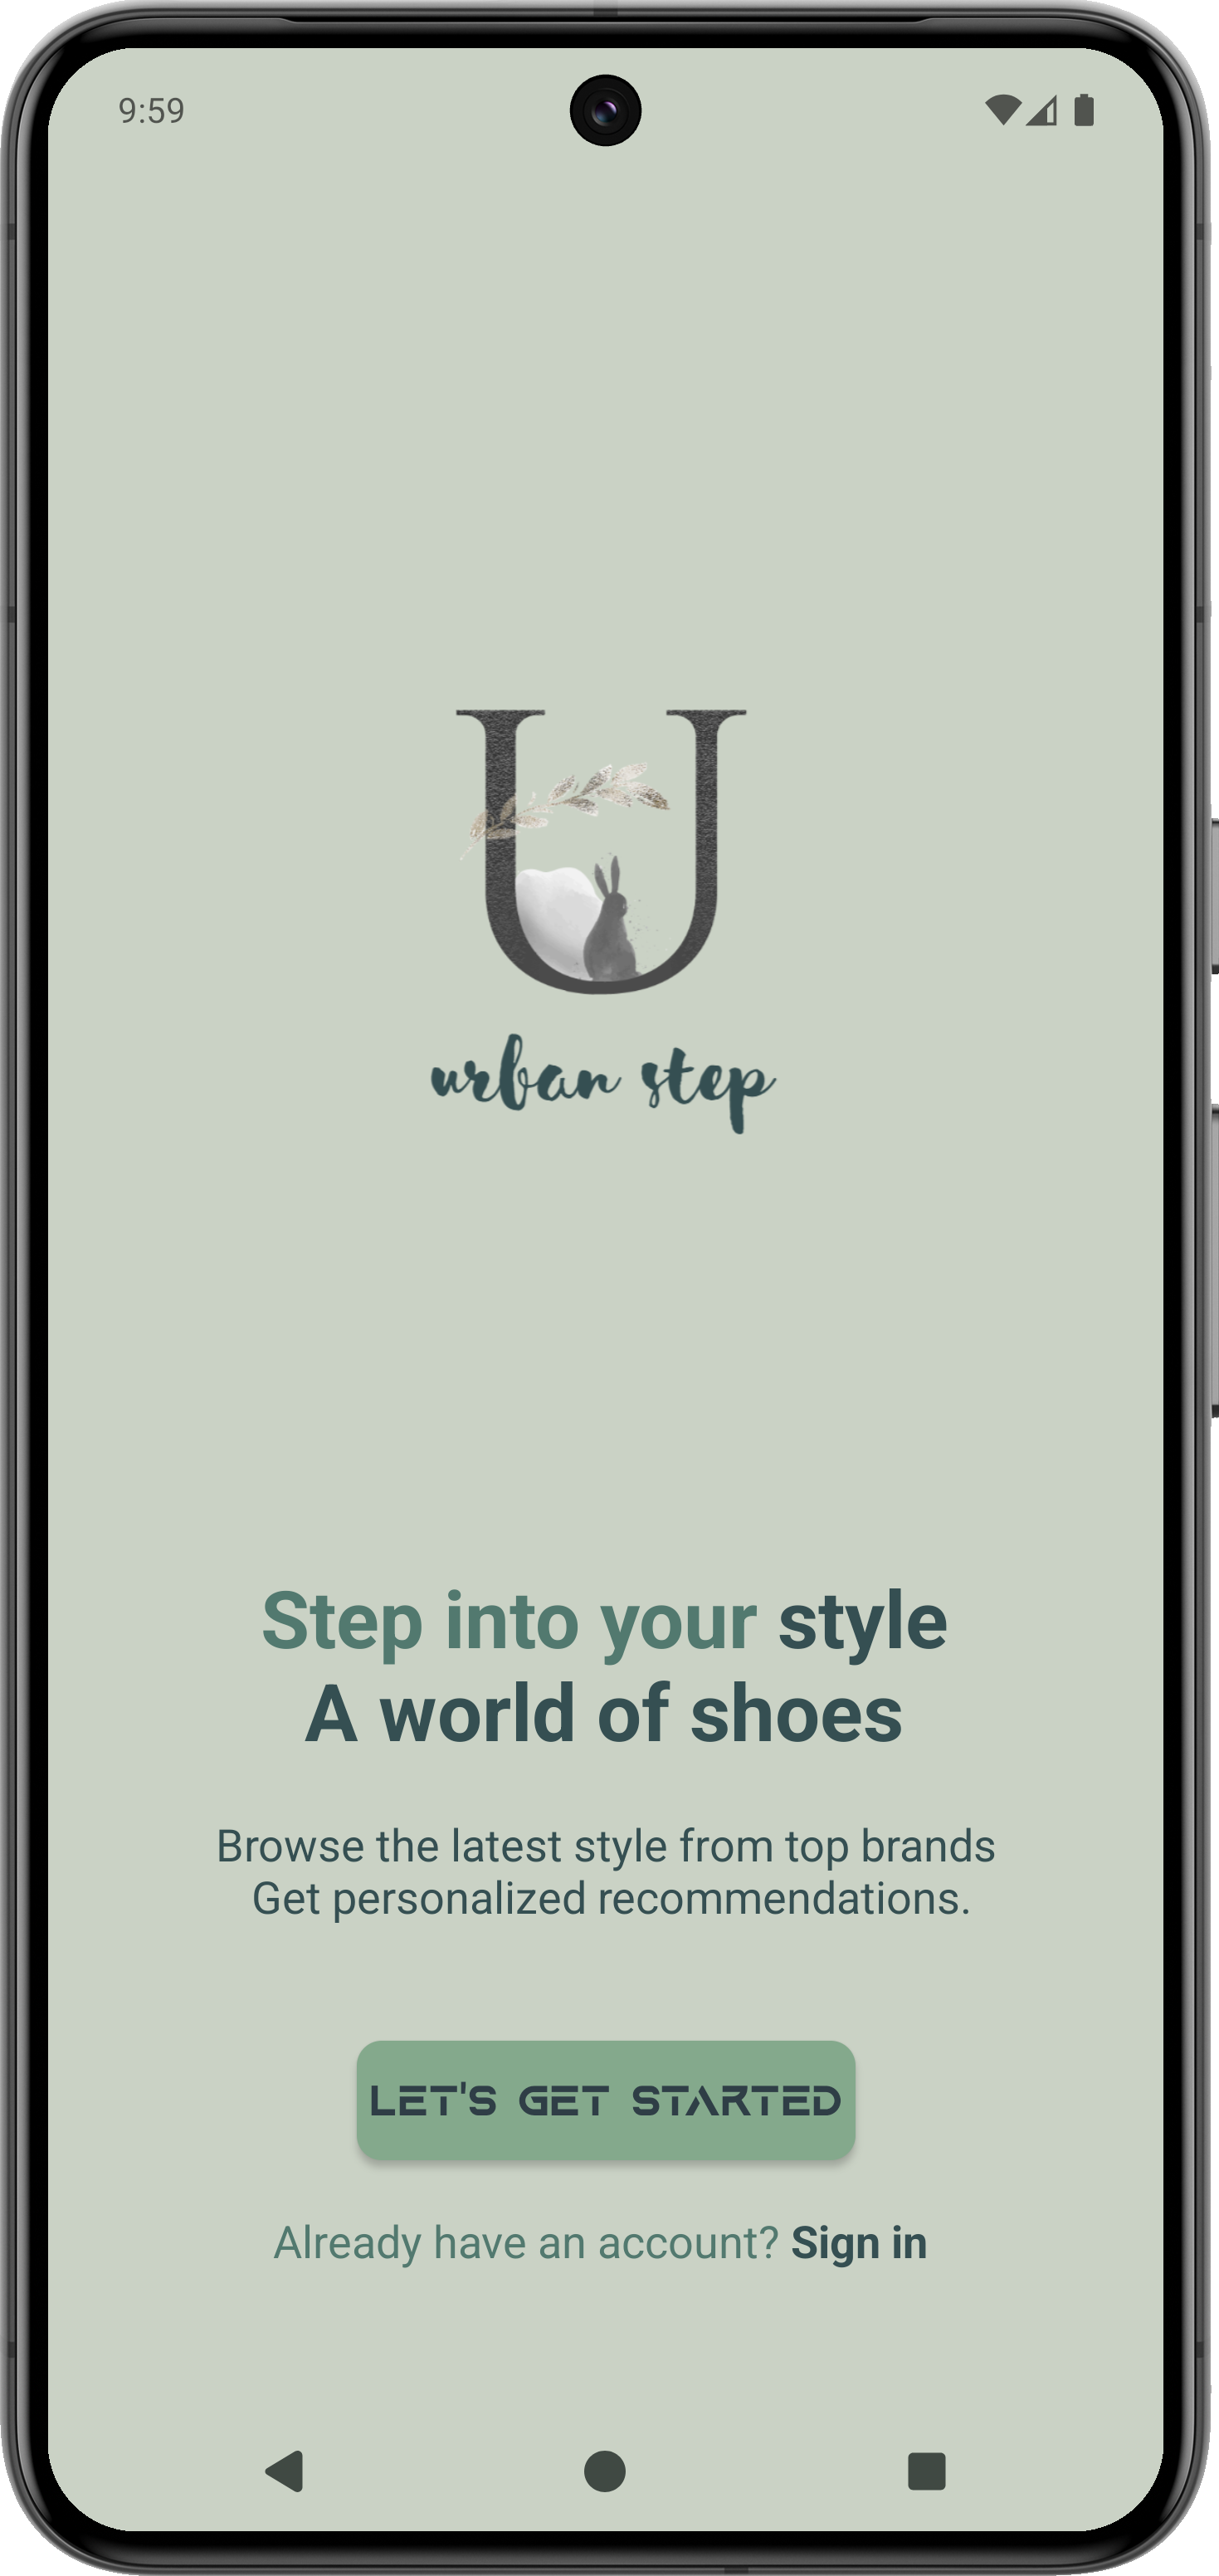 9:59
U
urban step
Step into your style
A world of shoes
Browse the latest style from top brands
Get personalized recommendations.
LET'S GET STARTED
Already have an account? Sign in